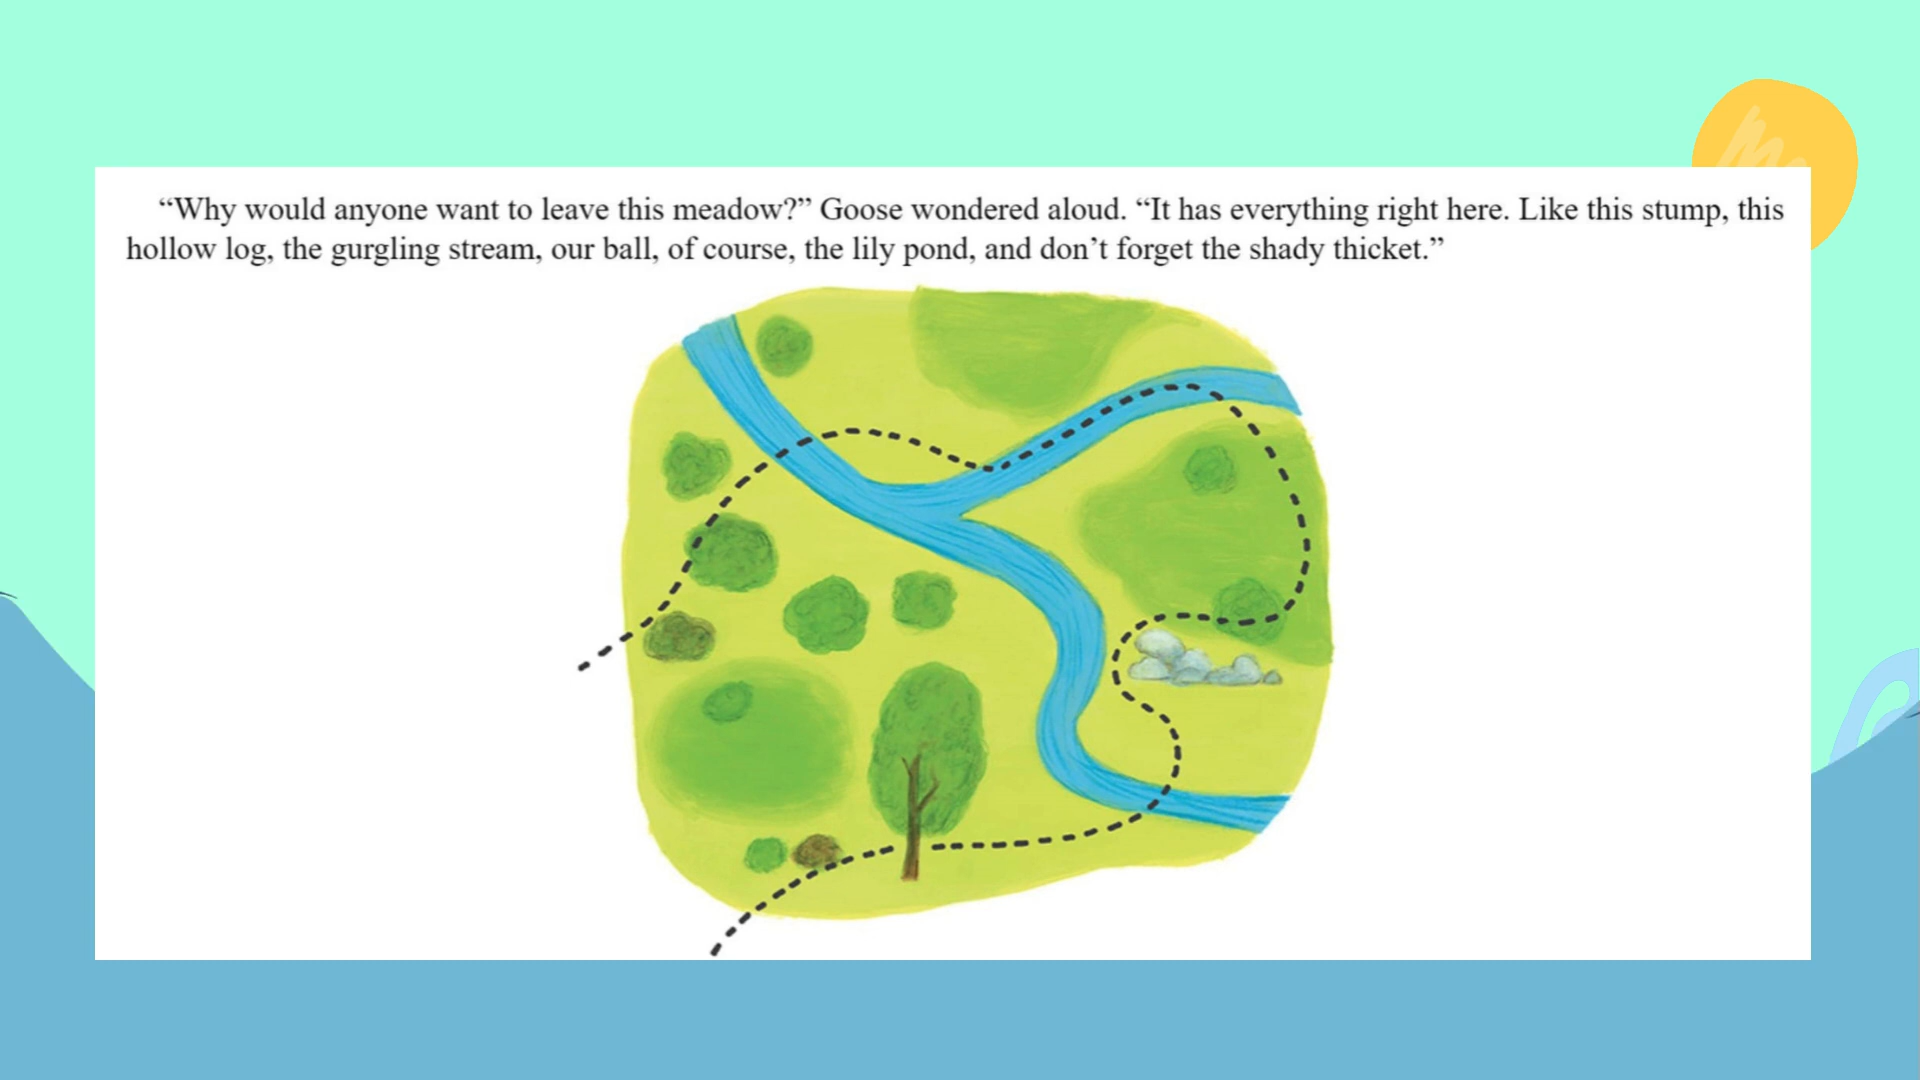 “Why would anyone want to leave this meadow?” Goose wondered aloud. “It has everything right here. Like this stump, this
hollow log, the gurgling stream, our ball, of course, the lily pond, and don’t forget the shady thicket.”